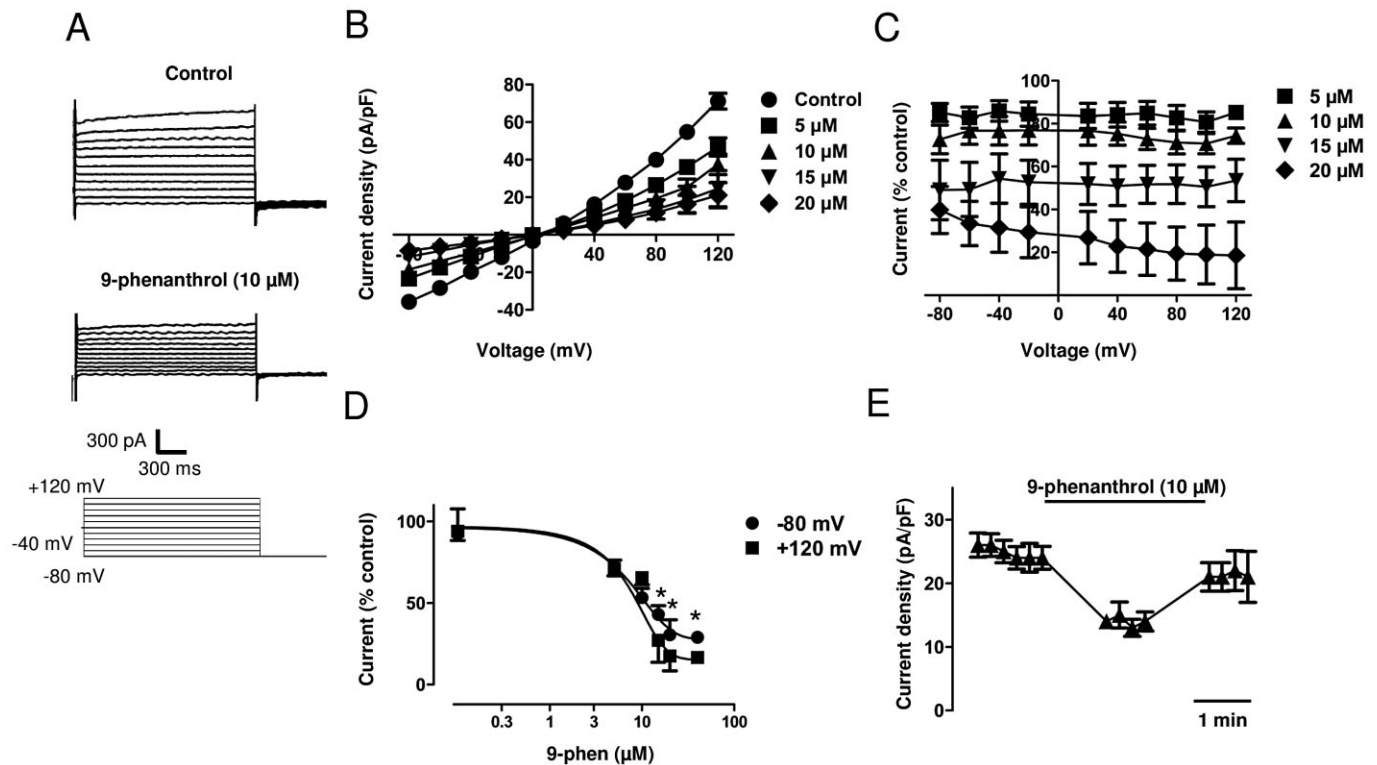 A
Control
9-phenanthrol (10 µM)
300 pA
300 ms
+120 mV
-40 mV
-80 mV
B
Current density (pA/pF)
80
60
40
20
-20
-40
40
80
120
Voltage (mV)
Control
5 µM
10 µM
15 µM
20 µM
C
Current (% control)
100
80
60
40
20
-80
-40
0
40
80
120
Voltage (mV)
5 µM
10 µM
15 µM
20 µM
D
Current (% control)
100
50
0
* * *
0.3
1
3
10
100
9-phen (µM)
-80 mV
+120 mV
E
9-phenanthrol (10 µM)
Current density (pA/pF)
30
20
10
0
1 min